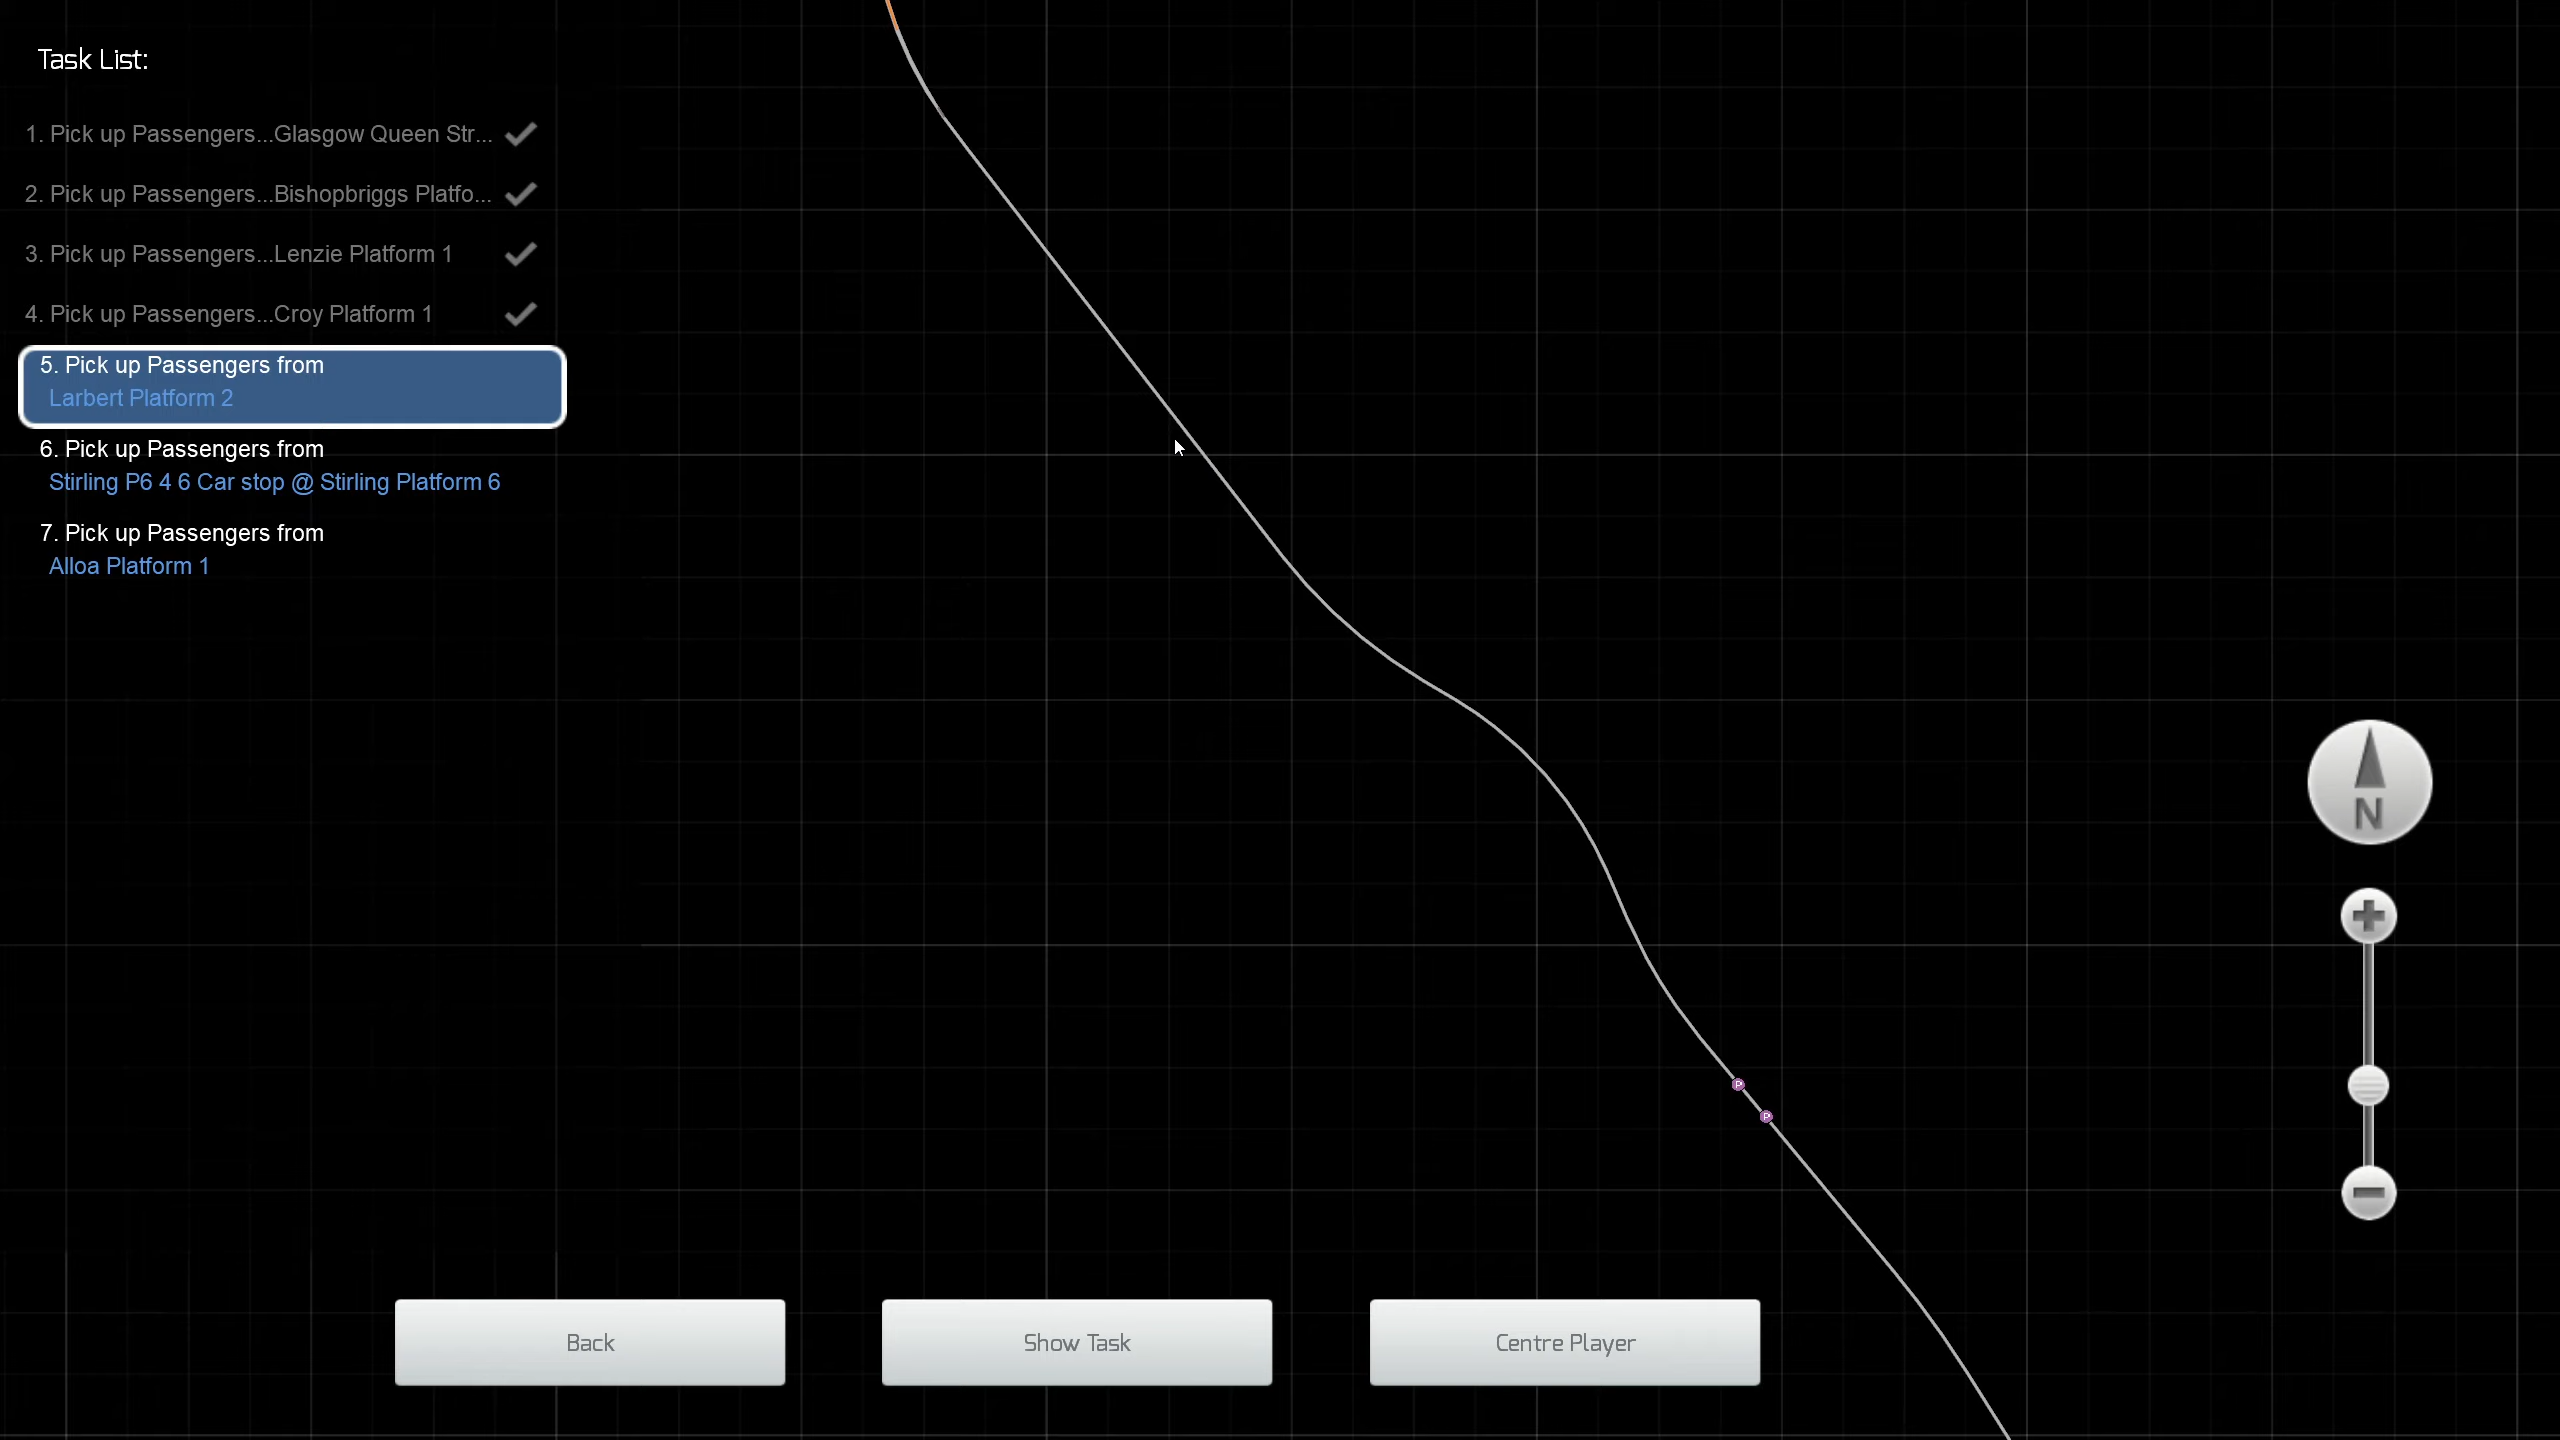 Task List:
1. Pick up Passengers...Glasgow Queen Str...
2. Pick up Passengers...Bishopbriggs Platfo...
3. Pick up Passengers...Lenzie Platform 1
4. Pick up Passengers...Croy Platform 1
5. Pick up Passengers from
Larbert Platform 2
6. Pick up Passengers from
Stirling P6 4 6 Car stop @ Stirling Platform 6
7. Pick up Passengers from
Alloa Platform 1
N
P
P
Back
Show Task
Centre Player